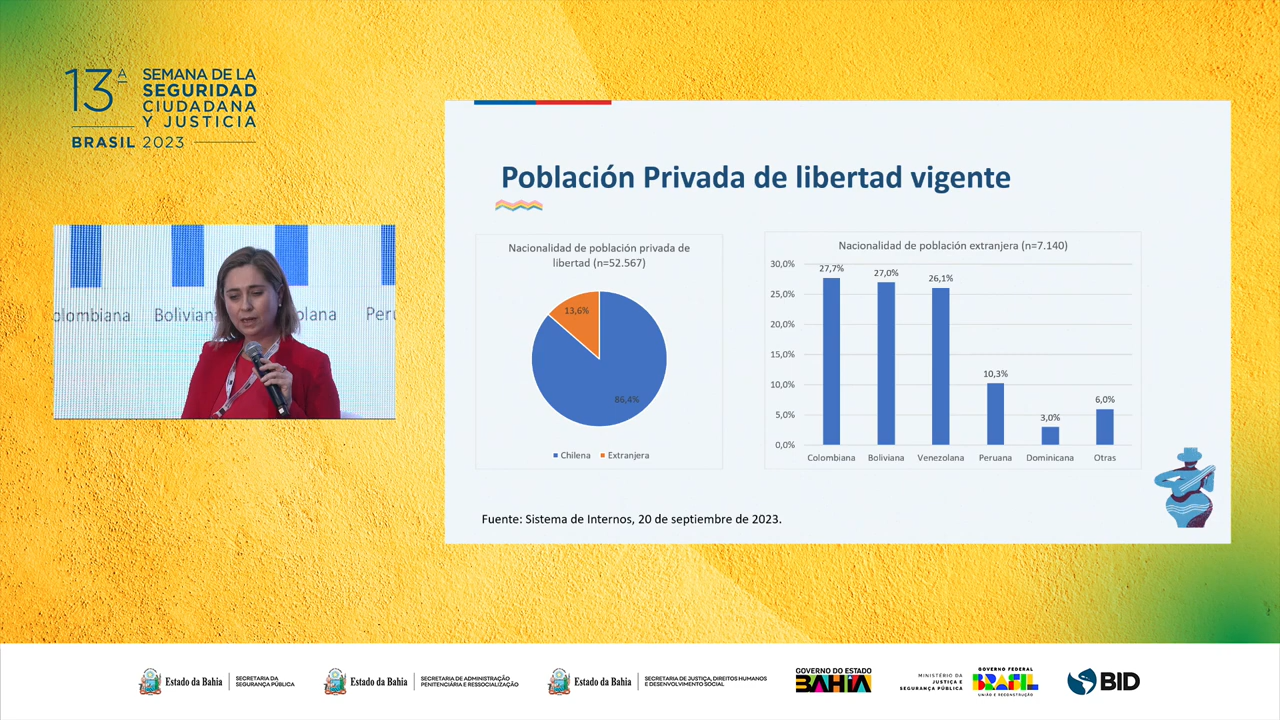 13ª
SEMANA DE LA
SEGURIDAD
CIUDADANA
Y JUSTICIA
BRASIL 2023
olombiana
Boliviana
olana
Peru
Población Privada de libertad vigente
Nacionalidad de población privada de
libertad (n=52.567)
13,6%
86,4%
Chilena
Extranjera
Nacionalidad de población extranjera (n=7.140)
30,0%
25,0%
20,0%
15,0%
10,0%
5,0%
0,0%
27,7%
27,0%
26,1%
10,3%
3,0%
6,0%
Colombiana
Boliviana
Venezolana
Peruana
Dominicana
Otras
Fuente: Sistema de Internos, 20 de septiembre de 2023.
Estado da Bahia
SECRETARIA DA
SEGURANÇA PÚBLICA
Estado da Bahia
SECRETARIA DE ADMINISTRAÇÃO
PENITENCIÁRIA E RESSOCIALIZAÇÃO
Estado da Bahia
SECRETARIA DE JUSTIÇA, DIREITOS HUMANOS
E DESENVOLVIMENTO SOCIAL
GOVERNO DO ESTADO
BAHIA
MINISTÉRIO DA
JUSTIÇA E
SEGURANÇA PÚBLICA
GOVERNO FEDERAL
BRASIL
UNIÃO E RECONSTRUÇÃO
BID